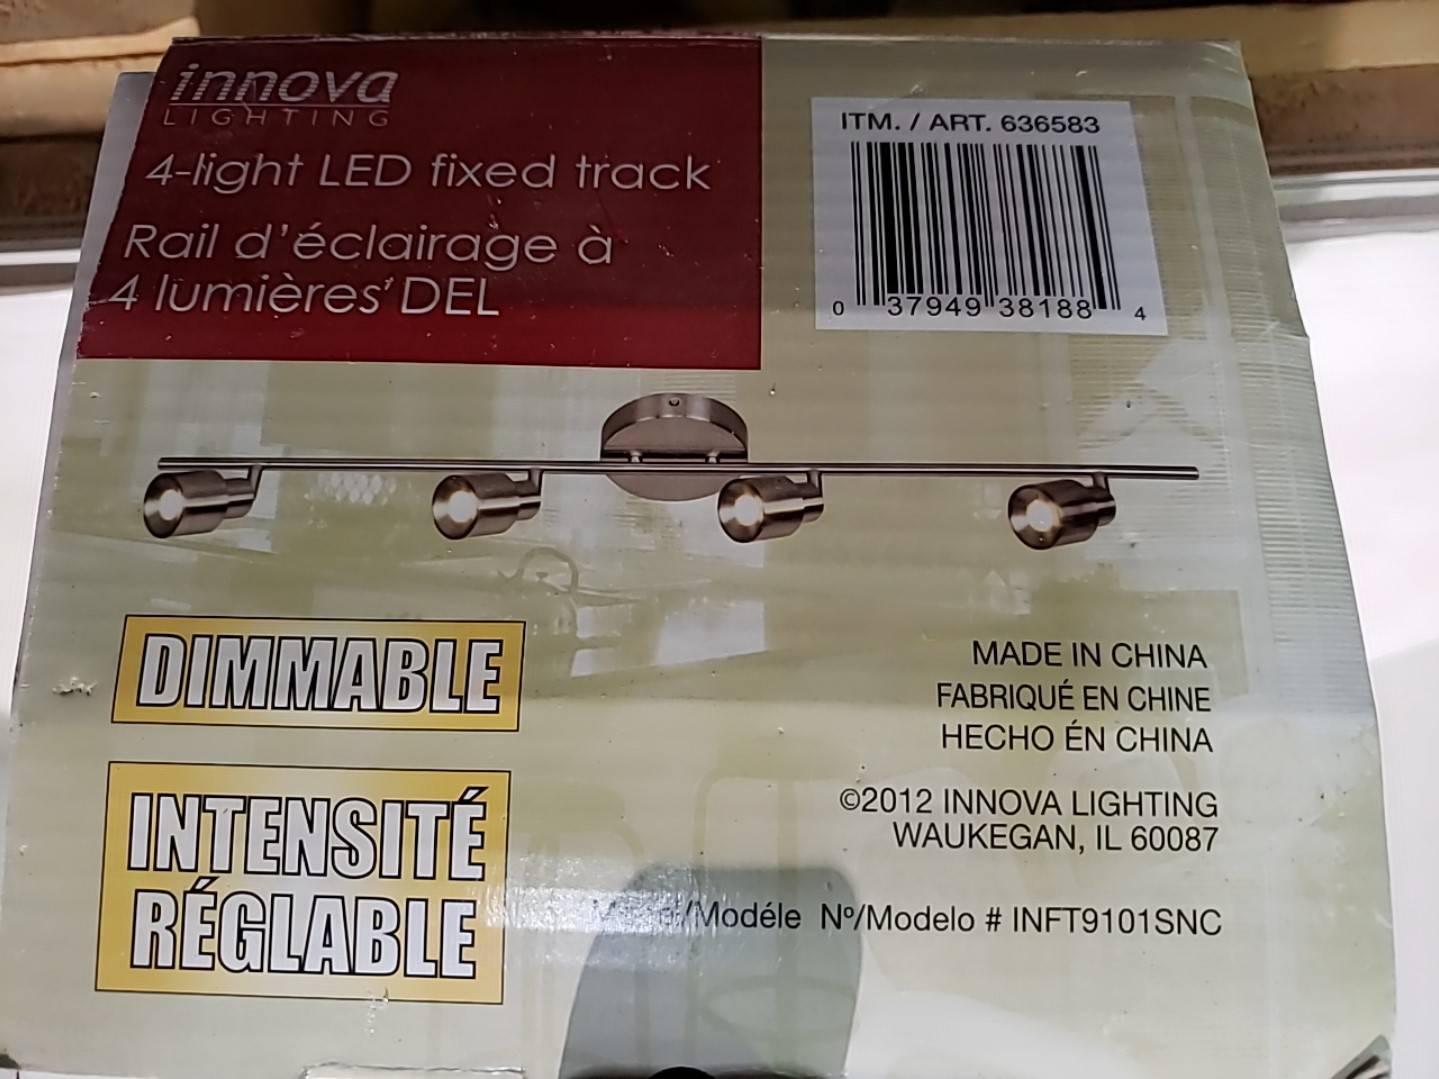 innova
LIGHTING
4-light LED fixed track
Rail d'éclairage à
4 lumières DEL
ITM. / ART. 636583
0 37949 38188 4
DIMMABLE
INTENSITÉ
RÉGLABLE
MADE IN CHINA
FABRIQUÉ EN CHINE
HECHO ÉN CHINA
©2012 INNOVA LIGHTING
WAUKEGAN, IL 60087
/Modéle Nº/Modelo # INFT9101SNC